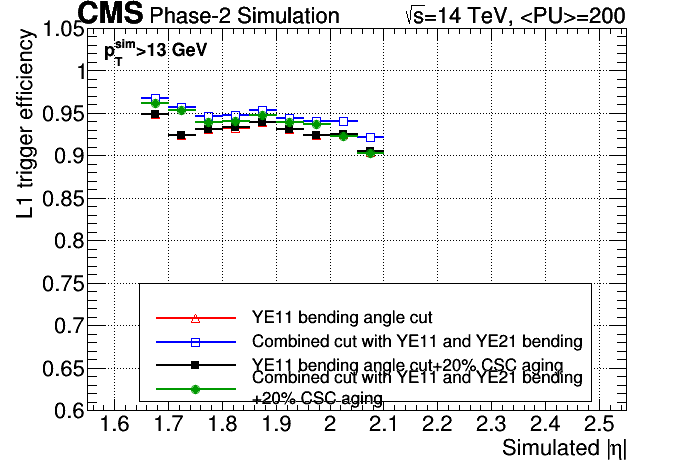 CMS Phase-2 Simulation √s=14 TeV, <PU>=200
p_T^sim>13 GeV
L1 trigger efficiency
1.05
1
0.95
0.9
0.85
0.8
0.75
0.7
0.65
0.6
YE11 bending angle cut
Combined cut with YE11 and YE21 bending
YE11 bending angle cut+20% CSC aging
Combined cut with YE11 and YE21 bending
+20% CSC aging
1.6 1.7 1.8 1.9 2 2.1 2.2 2.3 2.4 2.5
Simulated |η|